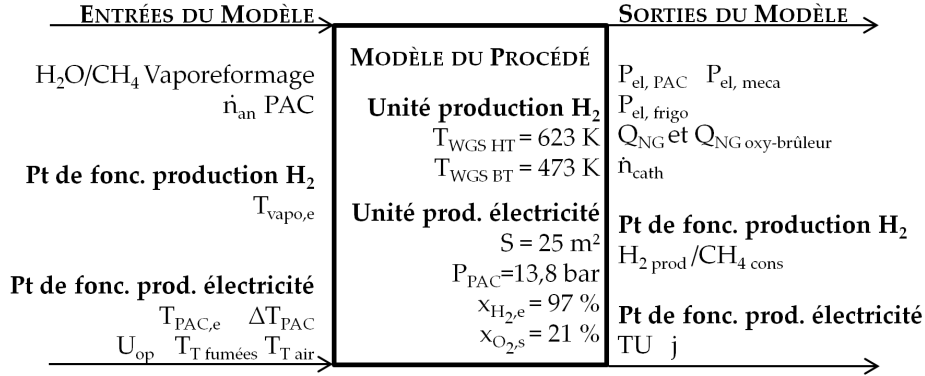 ENTRÉES DU MODÈLE
H₂O/CH₄ Vaporeformage
ṅan PAC
Pt de fonc. production H₂
Tvapo,e
Pt de fonc. prod. électricité
TPAC,e ΔTPAC
Uop TT fumées TT air
MODÈLE DU PROCÉDÉ
Unité production H₂
TWGS HT = 623 K
TWGS BT = 473 K
Unité prod. électricité
S = 25 m²
PPAC=13,8 bar
xH₂,e = 97 %
xO₂,s = 21 %
SORTIES DU MODÈLE
Pel, PAC Pel, meca
Pel, frigo
QNG et QNG oxy-brûleur
ṅcath
Pt de fonc. production H₂
H₂ prod/CH₄ cons
Pt de fonc. prod. électricité
TU j